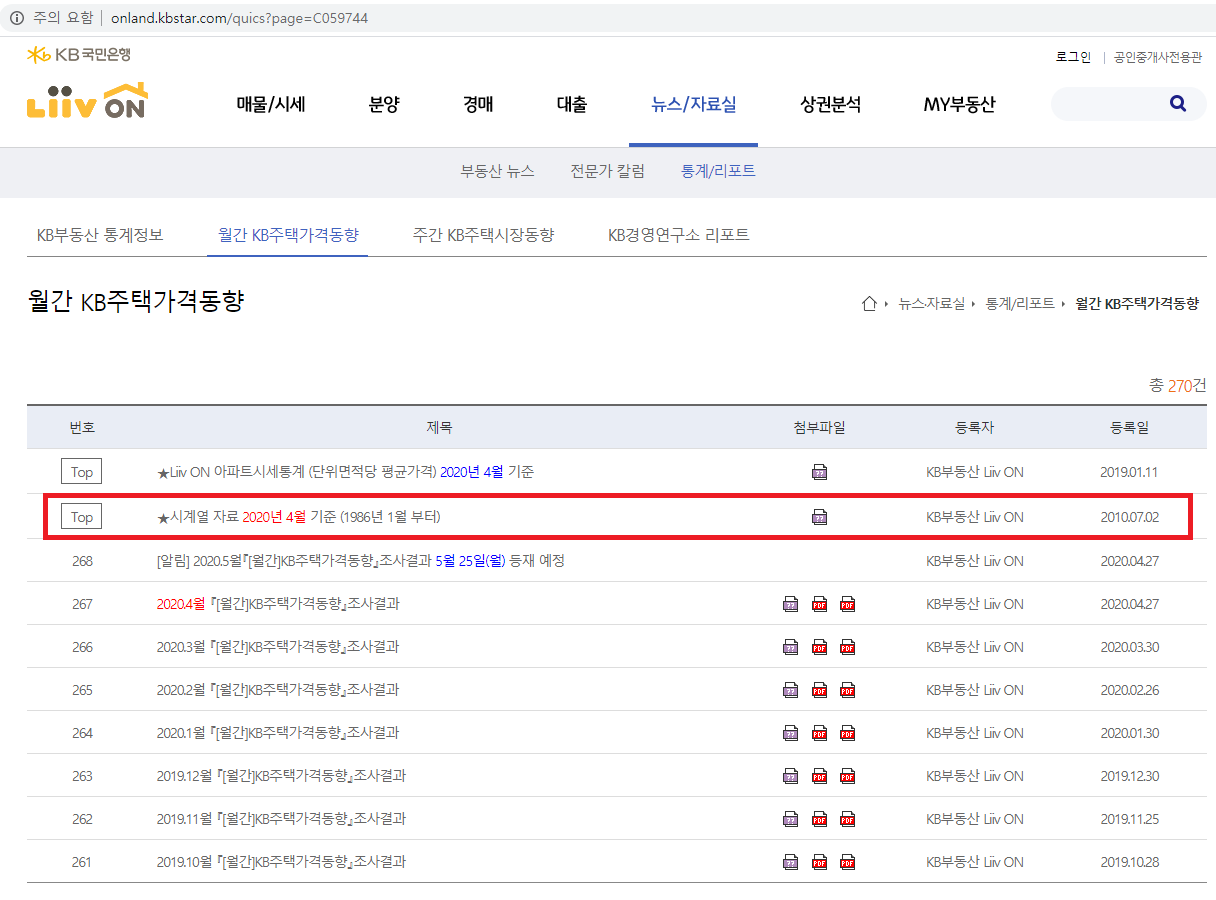 주의 요함 | onland.kbstar.com/quics?page=C059744
KB국민은행
로그인 | 공인중개사전용관
Liiv ON 매물/시세 분양 경매 대출 뉴스/자료실 상권분석 MY부동산
부동산 뉴스 전문가 칼럼 통계/리포트
KB부동산 통계정보 월간 KB주택가격동향 주간 KB주택시장동향 KB경영연구소 리포트
월간 KB주택가격동향 뉴스·자료실 통계/리포트 월간 KB주택가격동향
총 270건
번호 제목 첨부파일 등록자 등록일
Top ★Liiv ON 아파트시세통계 (단위면적당 평균가격) 2020년 4월 기준 ?? KB부동산 Liiv ON 2019.01.11
Top ★시계열 자료 2020년 4월 기준 (1986년 1월 부터) ?? KB부동산 Liiv ON 2010.07.02
268 [알림] 2020.5월『[월간]KB주택가격동향』조사결과 5월 25일(월) 등재 예정 KB부동산 Liiv ON 2020.04.27
267 2020.4월 『[월간]KB주택가격동향』조사결과 ?? PDF PDF KB부동산 Liiv ON 2020.04.27
266 2020.3월 『[월간]KB주택가격동향』조사결과 ?? PDF PDF KB부동산 Liiv ON 2020.03.30
265 2020.2월 『[월간]KB주택가격동향』조사결과 ?? PDF PDF KB부동산 Liiv ON 2020.02.26
264 2020.1월 『[월간]KB주택가격동향』조사결과 ?? PDF PDF KB부동산 Liiv ON 2020.01.30
263 2019.12월 『[월간]KB주택가격동향』조사결과 ?? PDF PDF KB부동산 Liiv ON 2019.12.30
262 2019.11월 『[월간]KB주택가격동향』조사결과 ?? PDF PDF KB부동산 Liiv ON 2019.11.25
261 2019.10월 『[월간]KB주택가격동향』조사결과 ?? PDF PDF KB부동산 Liiv ON 2019.10.28